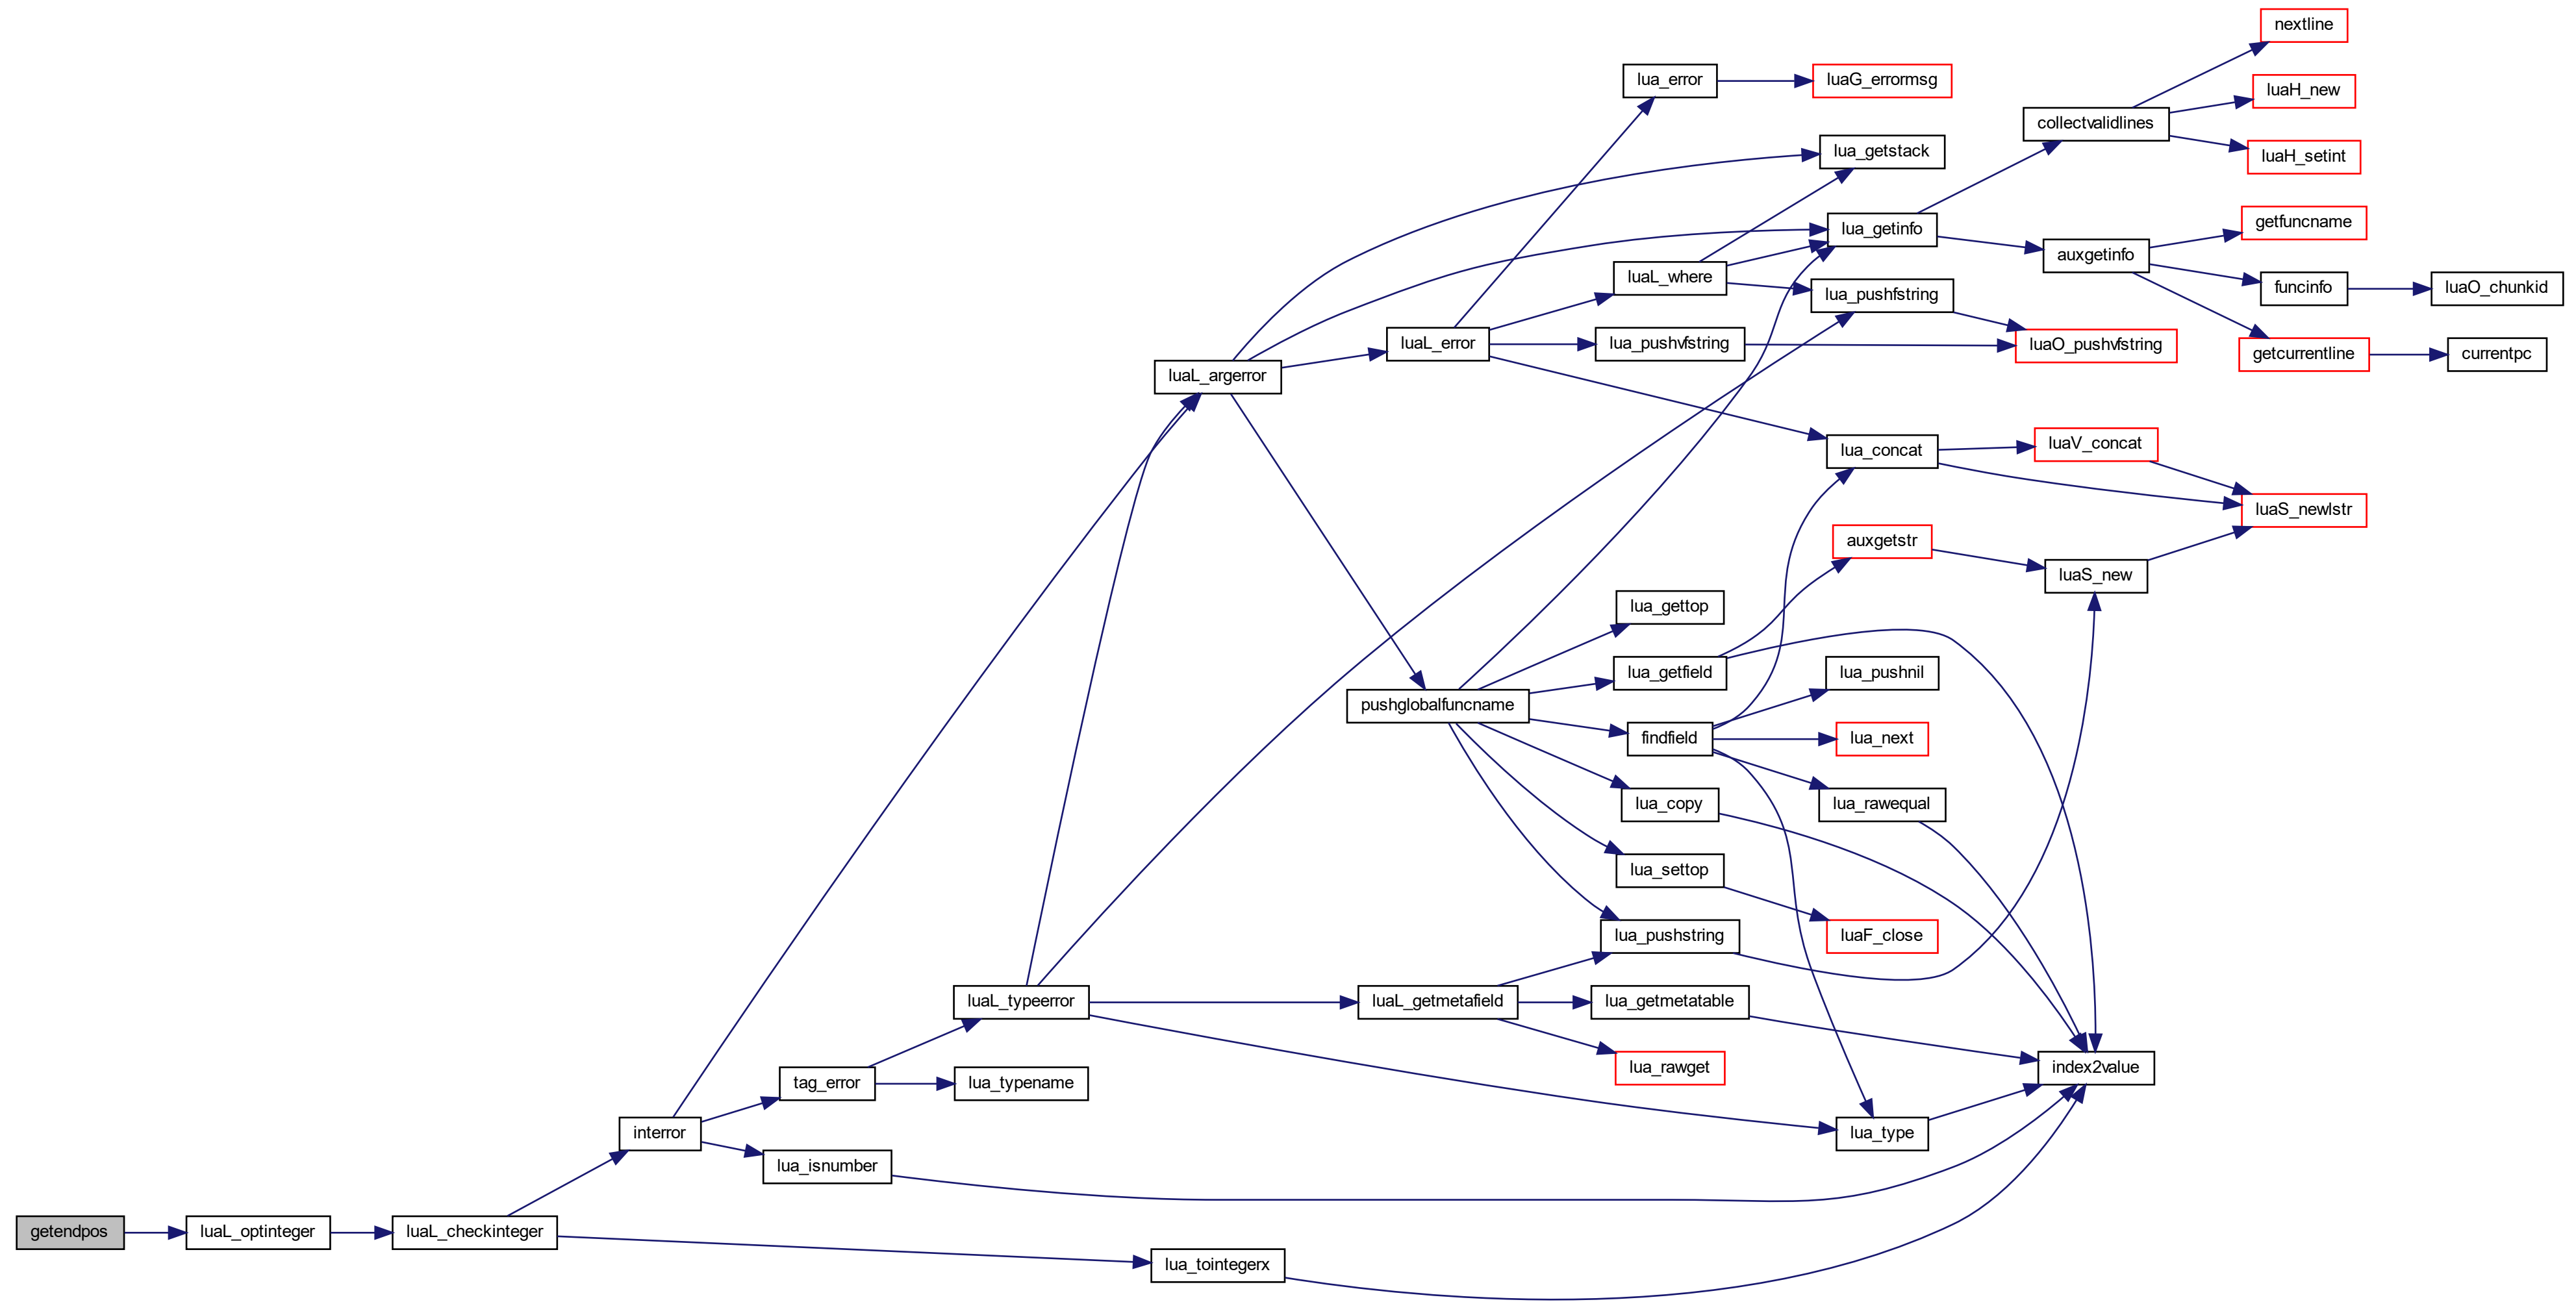 nextline
lua_error
luaG_errormsg
luaH_new
collectvalidlines
lua_getstack
luaH_setint
getfuncname
lua_getinfo
auxgetinfo
luaL_where
funcinfo
luaO_chunkid
lua_pushfstring
luaL_error
lua_pushvfstring
luaO_pushvfstring
getcurrentline
currentpc
luaL_argerror
lua_concat
luaV_concat
luaS_newlstr
auxgetstr
luaS_new
lua_gettop
lua_getfield
lua_pushnil
pushglobalfuncname
findfield
lua_next
lua_copy
lua_rawequal
lua_settop
lua_pushstring
luaF_close
luaL_typeerror
luaL_getmetafield
lua_getmetatable
lua_rawget
index2value
tag_error
lua_typename
interror
lua_type
lua_isnumber
getendpos
luaL_optinteger
luaL_checkinteger
lua_tointegerx